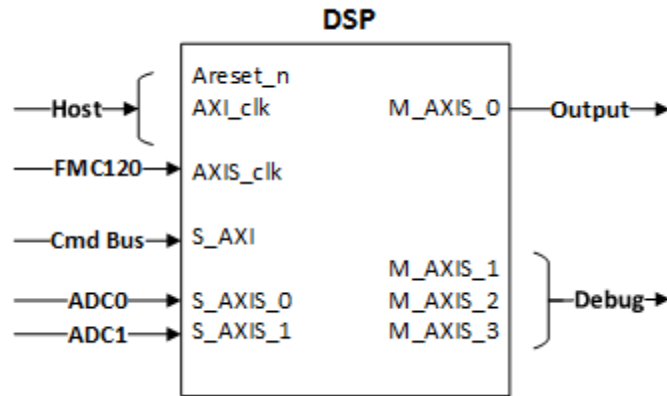 DSP
Areset_n
Host AXI_clk M_AXIS_0 Output
FMC120 AXIS_clk
Cmd Bus S_AXI
M_AXIS_1
ADC0 S_AXIS_0 M_AXIS_2 Debug
ADC1 S_AXIS_1 M_AXIS_3